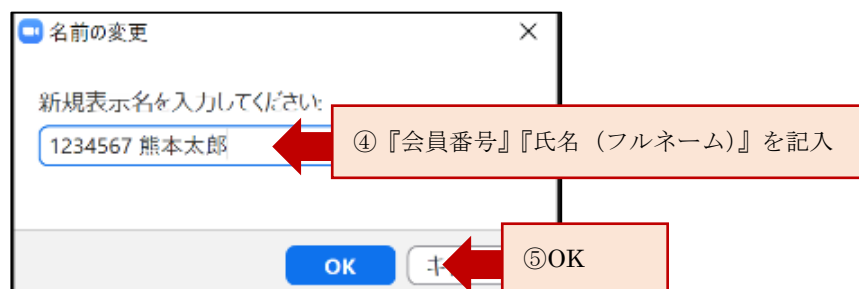 名前の変更
新規表示名を入力してください:
1234567 熊本太郎
④『会員番号』『氏名（フルネーム）』を記入
OK
⑤OK